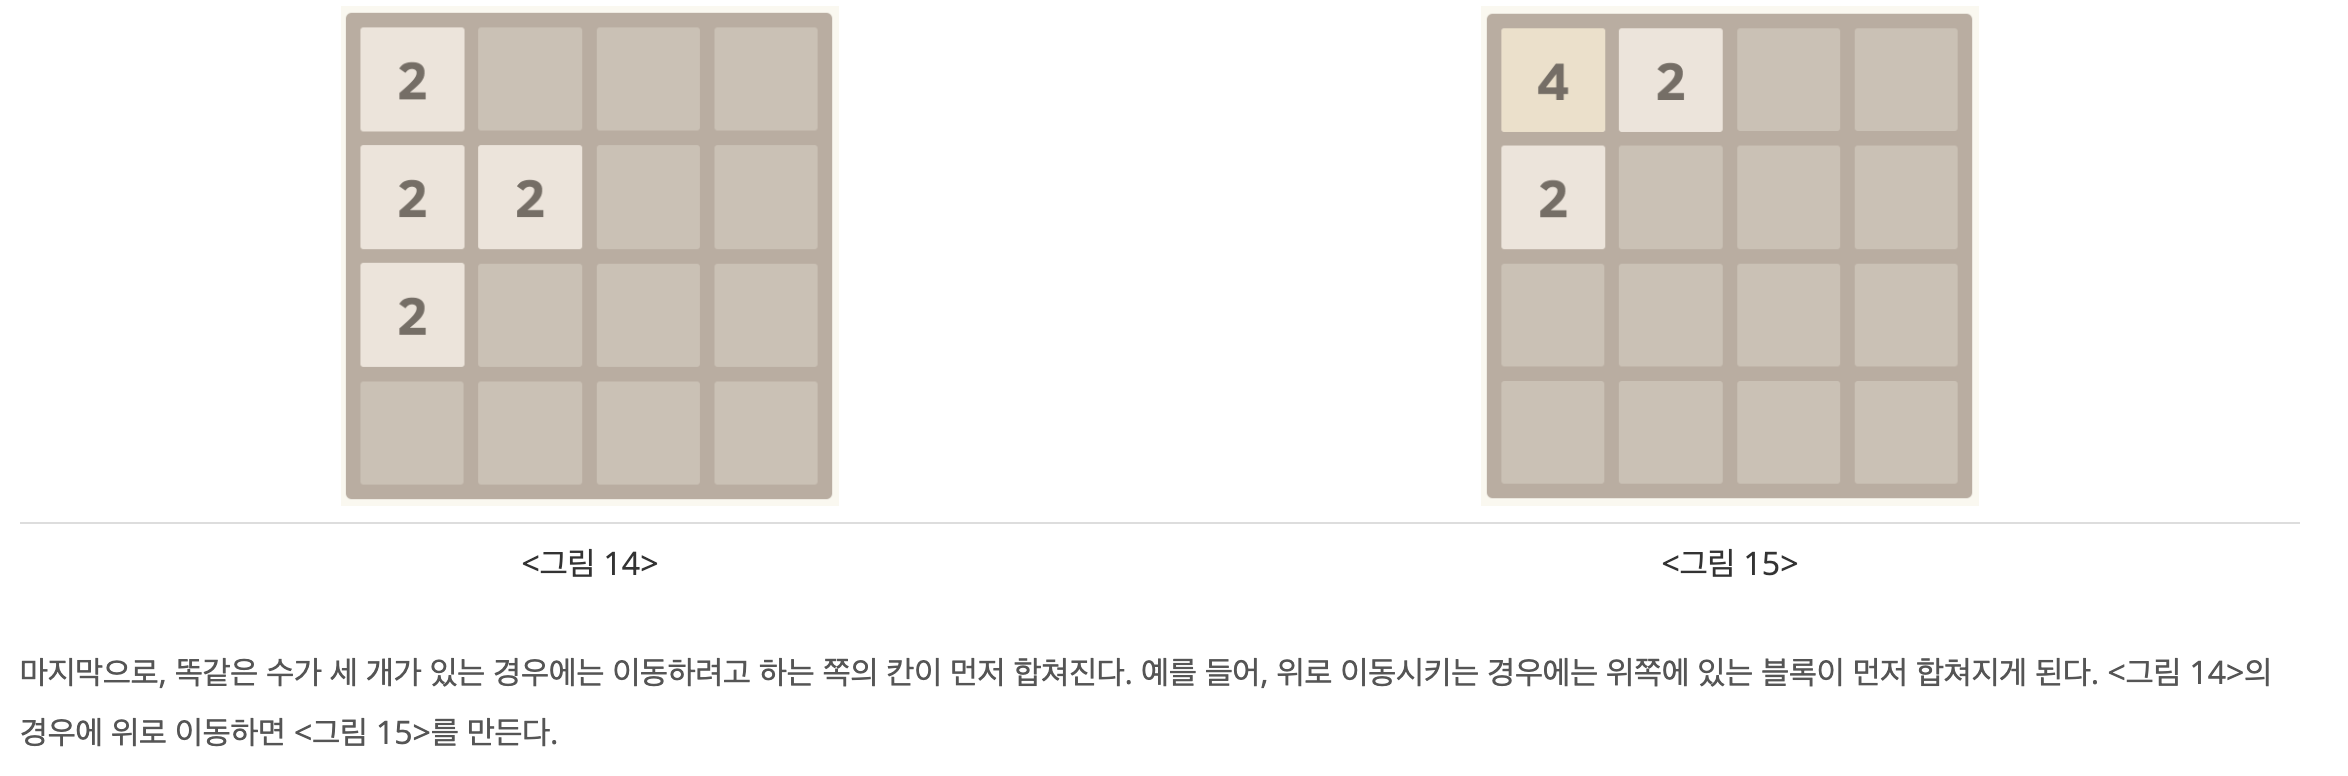 2
4 2
2 2
2
2
<그림 14>
<그림 15>
마지막으로, 똑같은 수가 세 개가 있는 경우에는 이동하려고 하는 쪽의 칸이 먼저 합쳐진다. 예를 들어, 위로 이동시키는 경우에는 위쪽에 있는 블록이 먼저 합쳐지게 된다. <그림 14>의
경우에 위로 이동하면 <그림 15>를 만든다.